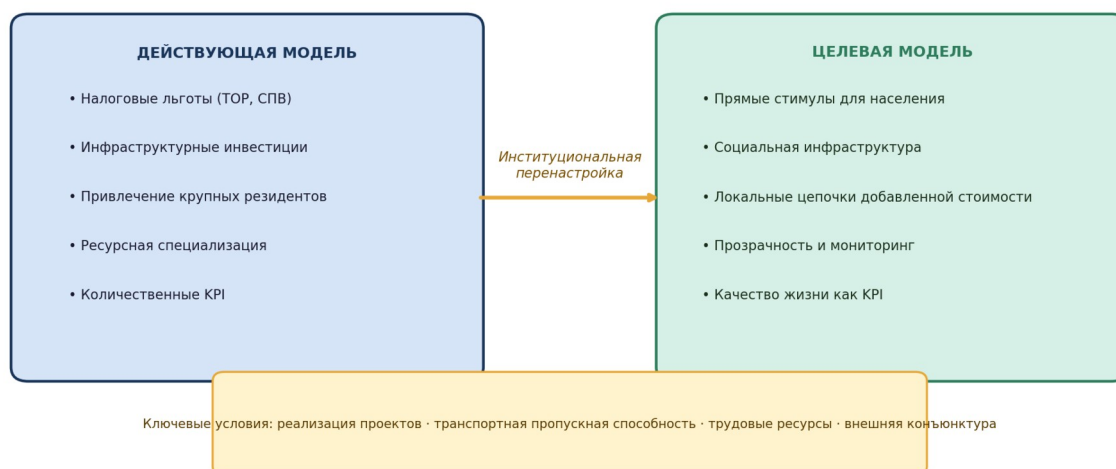 ДЕЙСТВУЮЩАЯ МОДЕЛЬ
• Налоговые льготы (ТОР, СПВ)
• Инфраструктурные инвестиции
• Привлечение крупных резидентов
• Ресурсная специализация
• Количественные KPI
Институциональная
перенастройка
ЦЕЛЕВАЯ МОДЕЛЬ
• Прямые стимулы для населения
• Социальная инфраструктура
• Локальные цепочки добавленной стоимости
• Прозрачность и мониторинг
• Качество жизни как KPI
Ключевые условия: реализация проектов · транспортная пропускная способность · трудовые ресурсы · внешняя конъюнктура